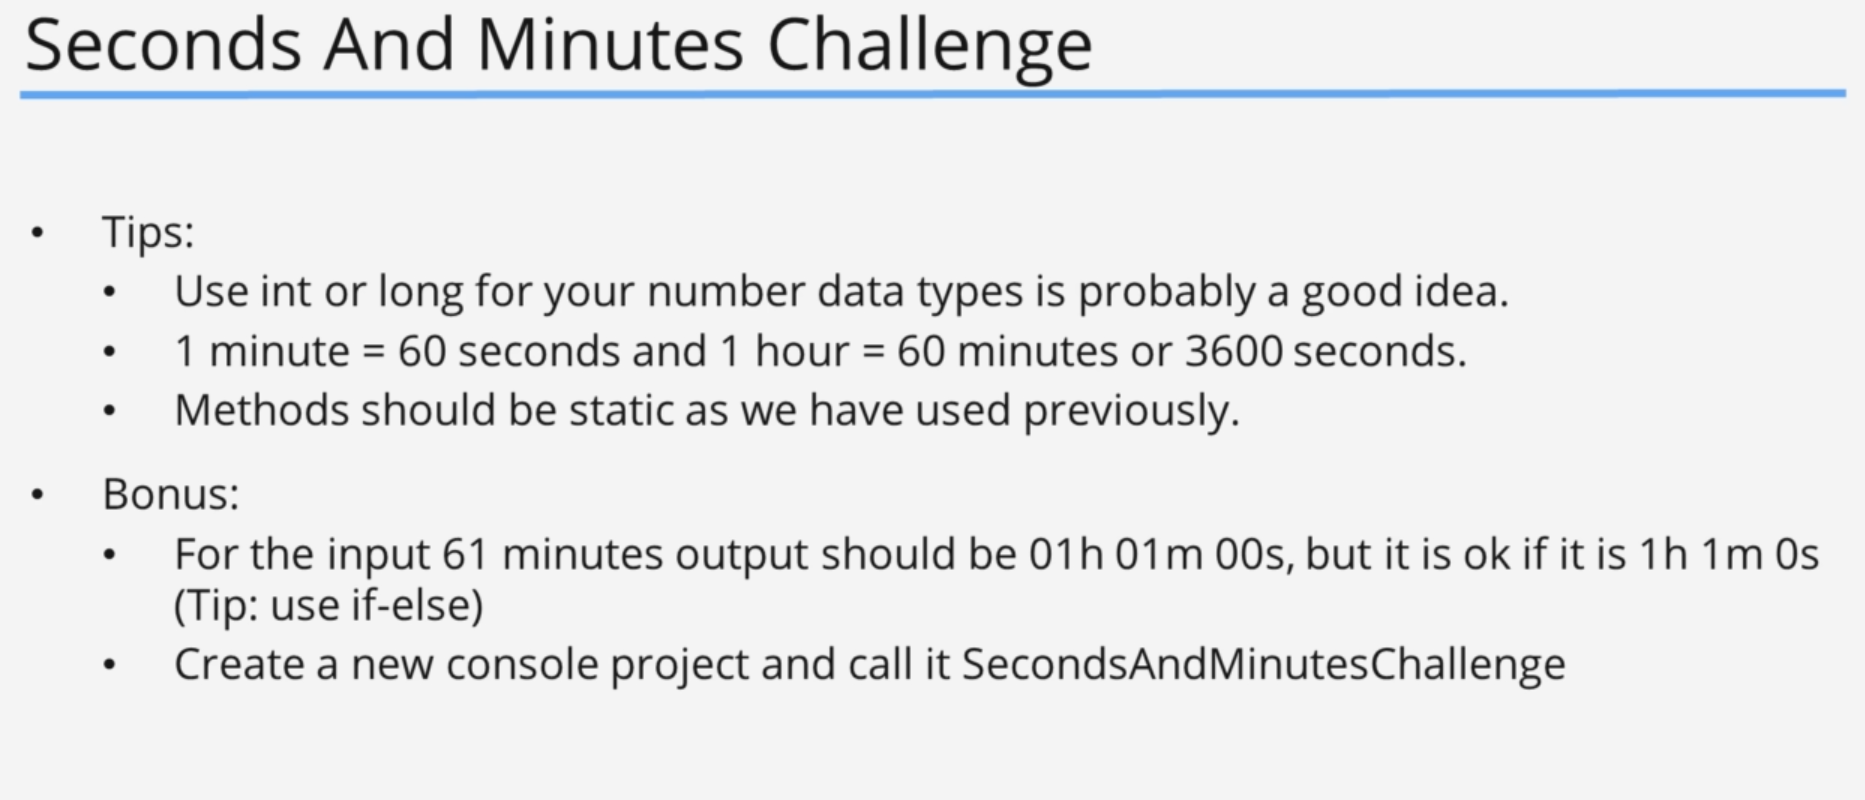 Seconds And Minutes Challenge
• Tips:
• Use int or long for your number data types is probably a good idea.
• 1 minute = 60 seconds and 1 hour = 60 minutes or 3600 seconds.
• Methods should be static as we have used previously.
• Bonus:
• For the input 61 minutes output should be 01h 01m 00s, but it is ok if it is 1h 1m 0s
(Tip: use if-else)
• Create a new console project and call it SecondsAndMinutesChallenge